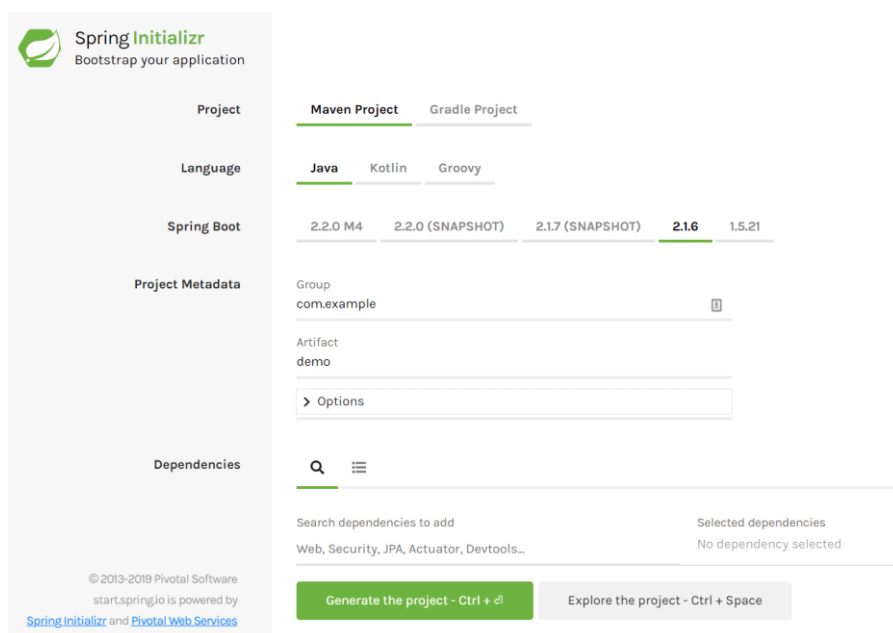 Spring Initializr
Bootstrap your application
Project
Maven Project Gradle Project
Language
Java Kotlin Groovy
Spring Boot
2.2.0 M4 2.2.0 (SNAPSHOT) 2.1.7 (SNAPSHOT) 2.1.6 1.5.21
Project Metadata
Group
com.example
Artifact
demo
Options
Dependencies
Search dependencies to add
Web, Security, JPA, Actuator, Devtools...
Selected dependencies
No dependency selected
© 2013-2019 Pivotal Software
start.spring.io is powered by
Spring Initializr and Pivotal Web Services
Generate the project - Ctrl + ⏎
Explore the project - Ctrl + Space